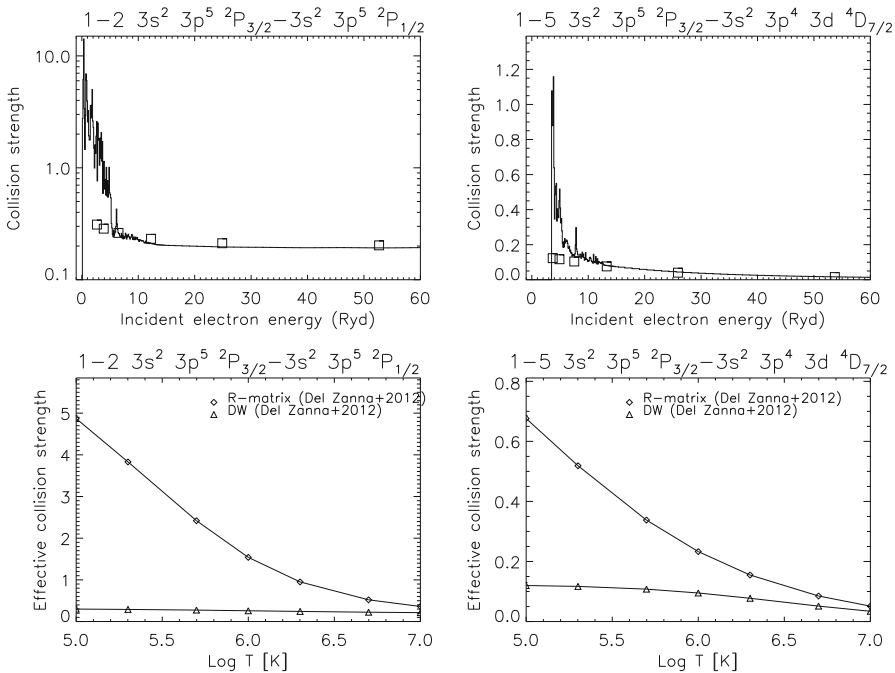 1−2 3s² 3p⁵ ²P₃/₂−3s² 3p⁵ ²P₁/₂
10.0
1.0
0.1
Collision strength
0 10 20 30 40 50 60
Incident electron energy (Ryd)
1−5 3s² 3p⁵ ²P₃/₂−3s² 3p⁴ 3d ⁴D₇/₂
1.2
1.0
0.8
0.6
0.4
0.2
0.0
Collision strength
0 10 20 30 40 50 60
Incident electron energy (Ryd)
1−2 3s² 3p⁵ ²P₃/₂−3s² 3p⁵ ²P₁/₂
R−matrix (Del Zanna+2012)
DW (Del Zanna+2012)
5
4
3
2
1
0
Effective collision strength
5.0 5.5 6.0 6.5 7.0
Log T [K]
1−5 3s² 3p⁵ ²P₃/₂−3s² 3p⁴ 3d ⁴D₇/₂
R−matrix (Del Zanna+2012)
DW (Del Zanna+2012)
0.8
0.6
0.4
0.2
0.0
Effective collision strength
5.0 5.5 6.0 6.5 7.0
Log T [K]